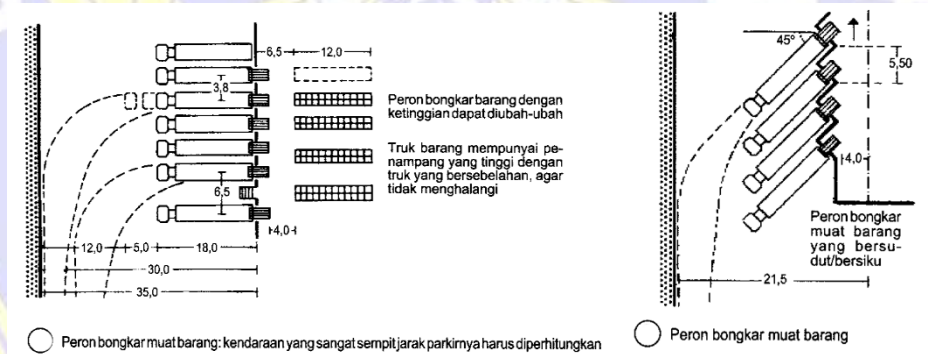 6,5
12,0
3,8
Peron bongkar barang dengan
ketinggian dapat diubah-ubah
Truk barang mempunyai pe-
nampang yang tinggi dengan
truk yang bersebelahan, agar
tidak menghalangi
6,5
4,0
12,0
5,0
18,0
30,0
35,0
Peron bongkar muat barang: kendaraan yang sangat sempit jarak parkirnya harus diperhitungkan
45°
5,50
4,0
Peron bongkar
muat barang
yang bersu-
dut/bersiku
21,5
Peron bongkar muat barang